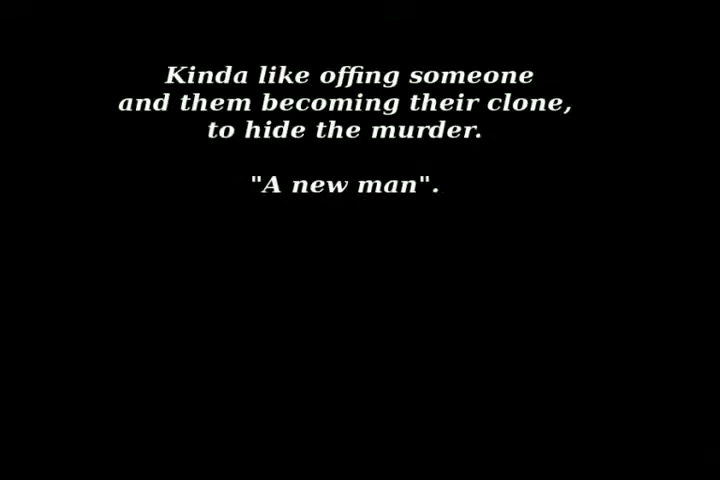 Kinda like offing someone
and them becoming their clone,
to hide the murder.
"A new man".